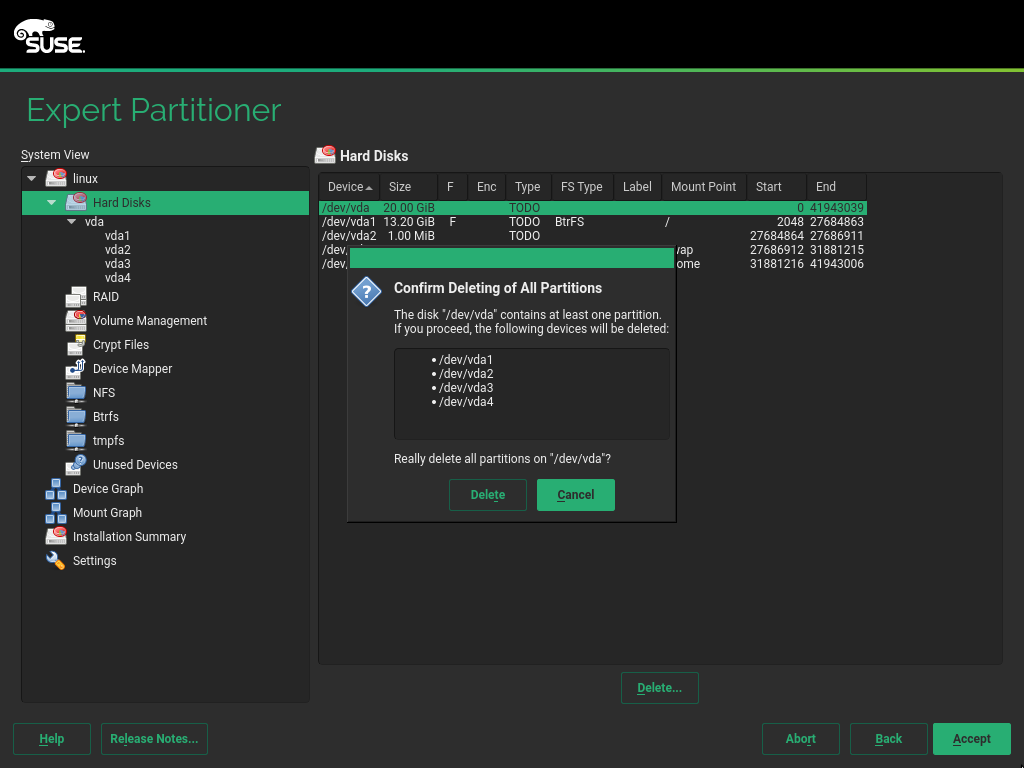 SUSE.
Expert Partitioner
System View
linux
Hard Disks
vda
vda1
vda2
vda3
vda4
RAID
Volume Management
Crypt Files
Device Mapper
NFS
Btrfs
tmpfs
Unused Devices
Device Graph
Mount Graph
Installation Summary
Settings
Hard Disks
Device Size F Enc Type FS Type Label Mount Point Start End
/dev/vda 20.00 GiB TODO 0 41943039
/dev/vda1 13.20 GiB F TODO BtrFS / 2048 27684863
/dev/vda2 1.00 MiB TODO 27684864 27686911
/dev, 27686912 31881215
/dev, ome 31881216 41943006
Confirm Deleting of All Partitions
The disk "/dev/vda" contains at least one partition.
If you proceed, the following devices will be deleted:
• /dev/vda1
• /dev/vda2
• /dev/vda3
• /dev/vda4
Really delete all partitions on "/dev/vda"?
Delete Cancel
Delete...
Help Release Notes... Abort Back Accept